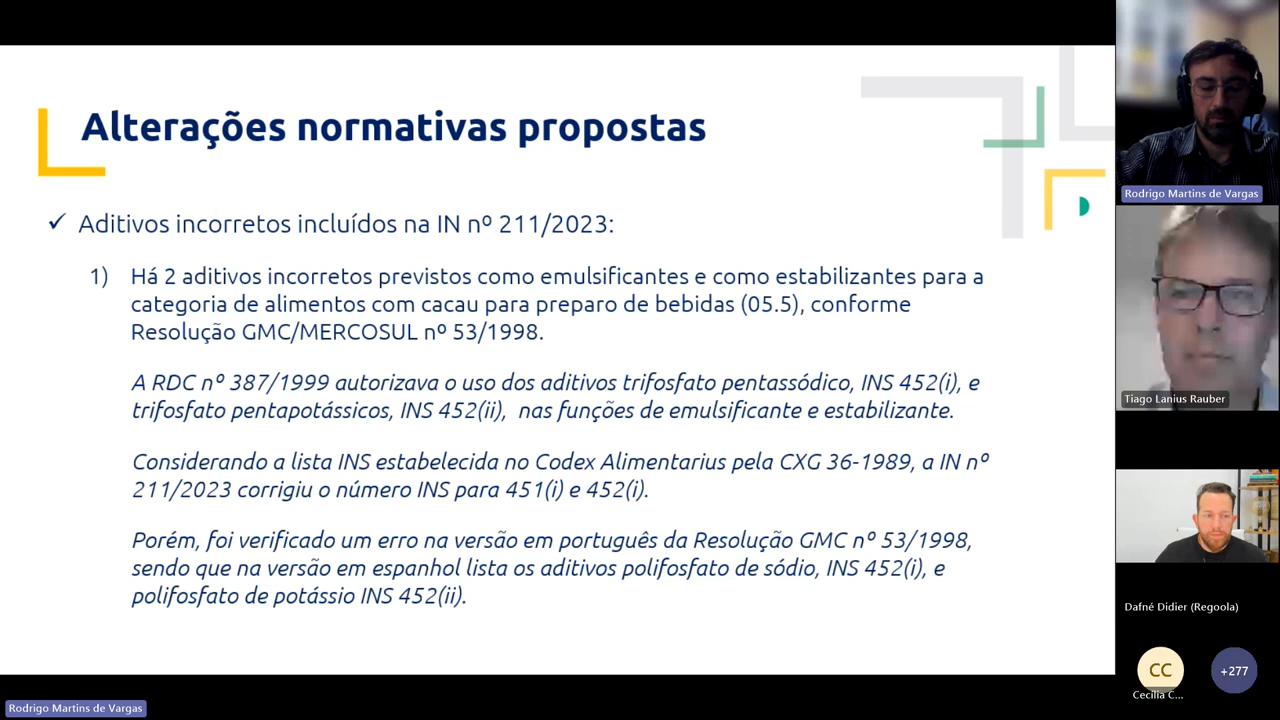 Alterações normativas propostas
✓ Aditivos incorretos incluídos na IN nº 211/2023:
1) Há 2 aditivos incorretos previstos como emulsificantes e como estabilizantes para a
categoria de alimentos com cacau para preparo de bebidas (05.5), conforme
Resolução GMC/MERCOSUL nº 53/1998.
A RDC nº 387/1999 autorizava o uso dos aditivos trifosfato pentassódico, INS 452(i), e
trifosfato pentapotássicos, INS 452(ii), nas funções de emulsificante e estabilizante.
Considerando a lista INS estabelecida no Codex Alimentarius pela CXG 36-1989, a IN nº
211/2023 corrigiu o número INS para 451(i) e 452(i).
Porém, foi verificado um erro na versão em português da Resolução GMC nº 53/1998,
sendo que na versão em espanhol lista os aditivos polifosfato de sódio, INS 452(i), e
polifosfato de potássio INS 452(ii).
Rodrigo Martins de Vargas
Tiago Lanius Rauber
Dafné Didier (Regoola)
CC
+277
Cecília C...
Rodrigo Martins de Vargas